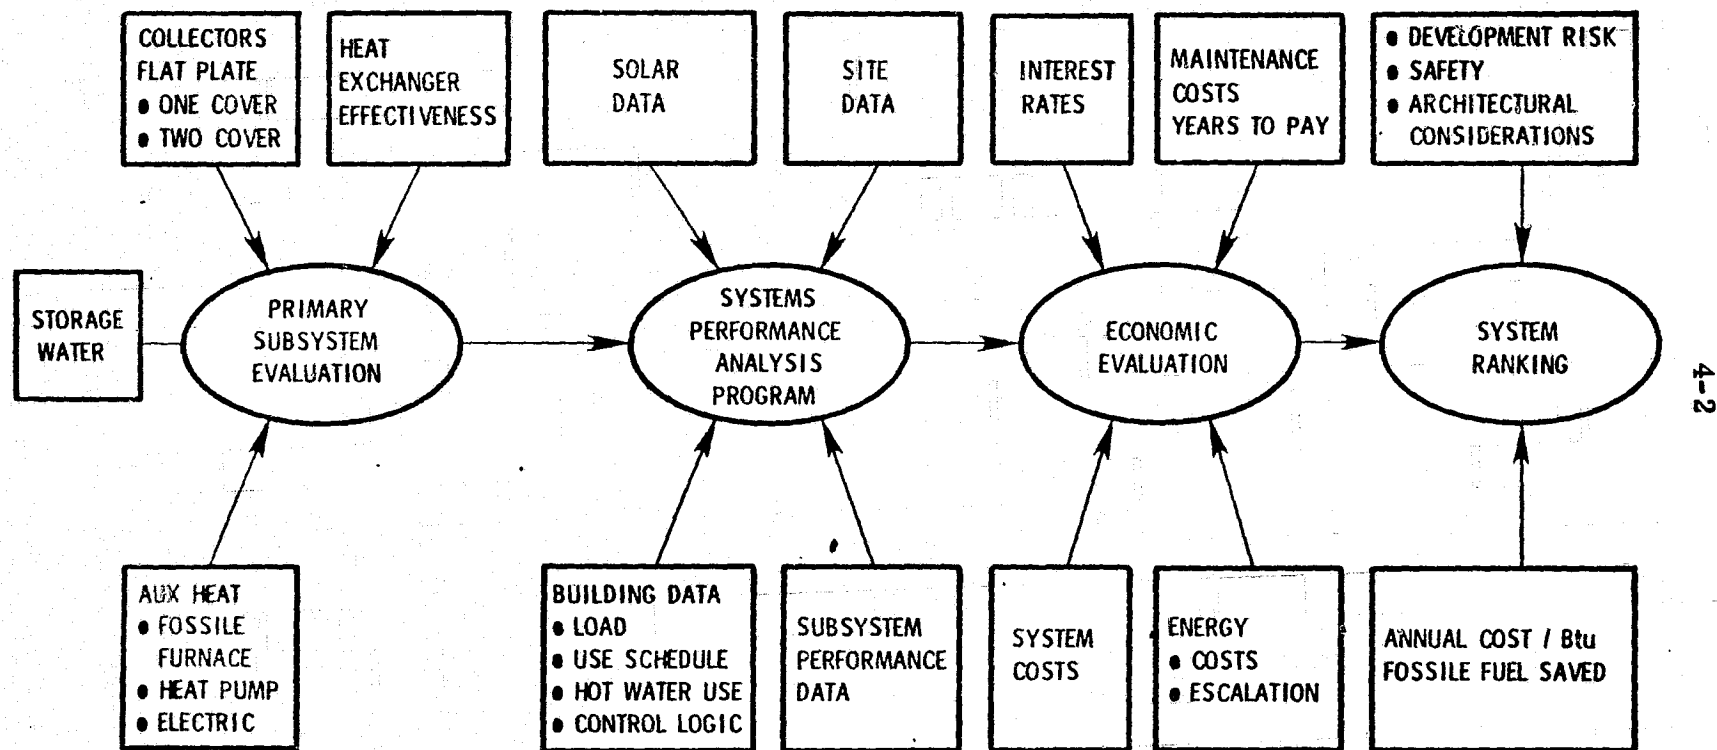 COLLECTORS
FLAT PLATE
• ONE COVER
• TWO COVER
HEAT
EXCHANGER
EFFECTIVENESS
SOLAR
DATA
SITE
DATA
INTEREST
RATES
MAINTENANCE
COSTS
YEARS TO PAY
• DEVELOPMENT RISK
• SAFETY
• ARCHITECTURAL
CONSIDERATIONS
STORAGE
WATER
PRIMARY
SUBSYSTEM
EVALUATION
SYSTEMS
PERFORMANCE
ANALYSIS
PROGRAM
ECONOMIC
EVALUATION
SYSTEM
RANKING
4-2
AUX HEAT
• FOSSILE
FURNACE
• HEAT PUMP
• ELECTRIC
BUILDING DATA
• LOAD
• USE SCHEDULE
• HOT WATER USE
• CONTROL LOGIC
SUBSYSTEM
PERFORMANCE
DATA
SYSTEM
COSTS
ENERGY
• COSTS
• ESCALATION
ANNUAL COST / Btu
FOSSILE FUEL SAVED